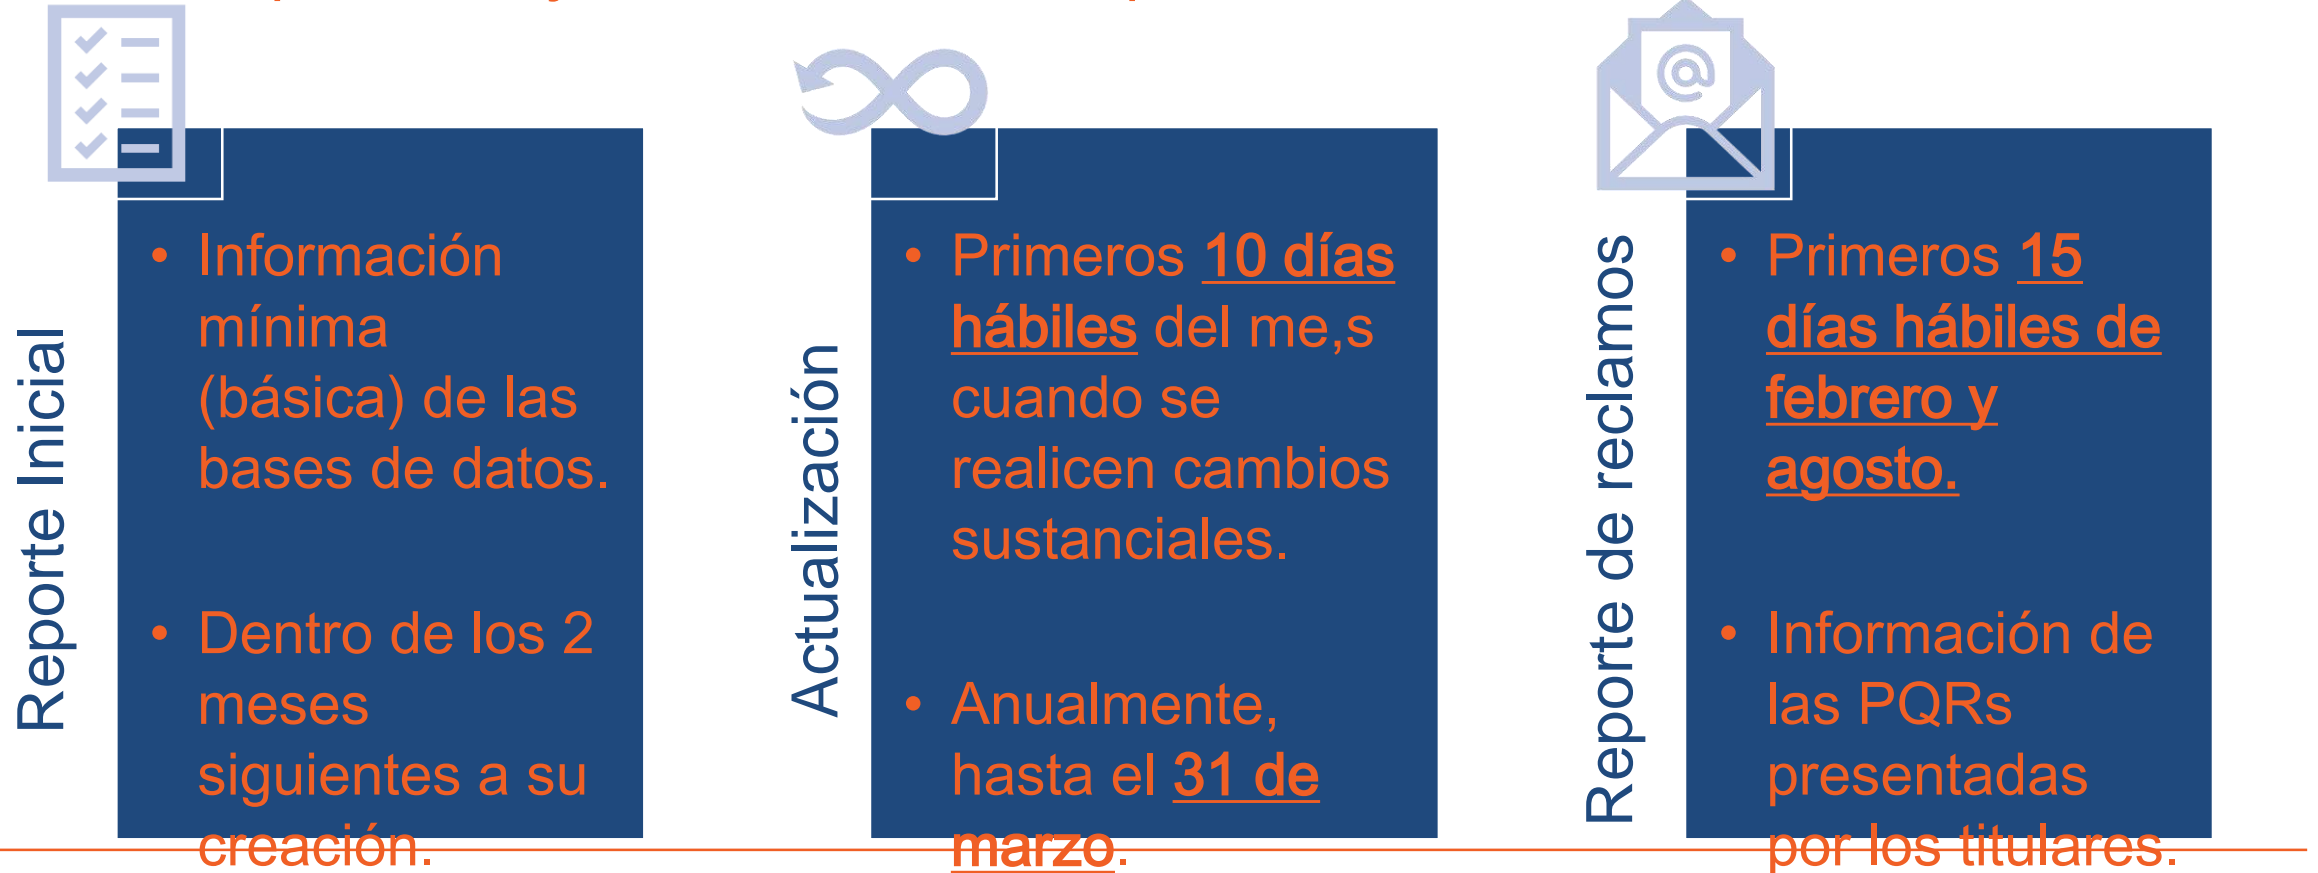 Reporte Inicial
• Información
mínima
(básica) de las
bases de datos.
• Dentro de los 2
meses
siguientes a su
creación.
Actualización
• Primeros 10 días
hábiles del me,s
cuando se
realicen cambios
sustanciales.
• Anualmente,
hasta el 31 de
marzo.
@
Reporte de reclamos
• Primeros 15
días hábiles de
febrero y
agosto.
• Información de
las PQRs
presentadas
por los titulares.